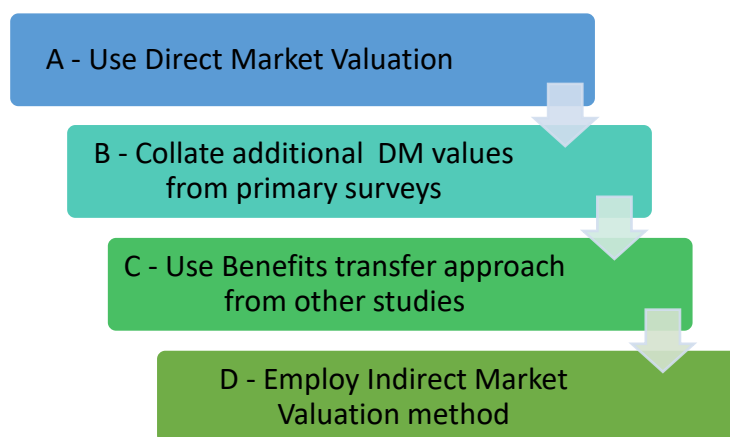 A - Use Direct Market Valuation
B - Collate additional DM values
from primary surveys
C - Use Benefits transfer approach
from other studies
D - Employ Indirect Market
Valuation method